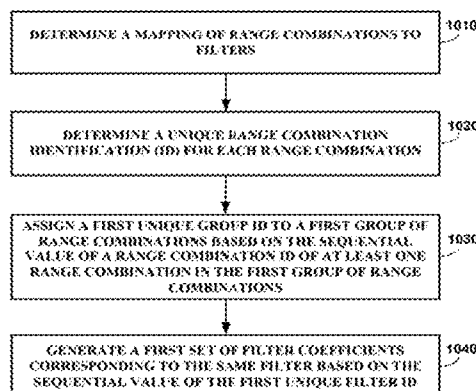 DETERMINE A MAPPING OF RANGE COMBINATIONS TO
FILTERS
1010
DETERMINE A UNIQUE RANGE COMBINATION
IDENTIFICATION (ID) FOR EACH RANGE COMBINATION
1020
ASSIGN A FIRST UNIQUE GROUP ID TO A FIRST GROUP OF
RANGE COMBINATIONS BASED ON THE SEQUENTIAL
VALUE OF A RANGE COMBINATION ID OF AT LEAST ONE
RANGE COMBINATION IN THE FIRST GROUP OF RANGE
COMBINATIONS
1030
GENERATE A FIRST SET OF FILTER COEFFICIENTS
CORRESPONDING TO THE SAME FILTER BASED ON THE
SEQUENTIAL VALUE OF THE FIRST UNIQUE FILTER ID
1040